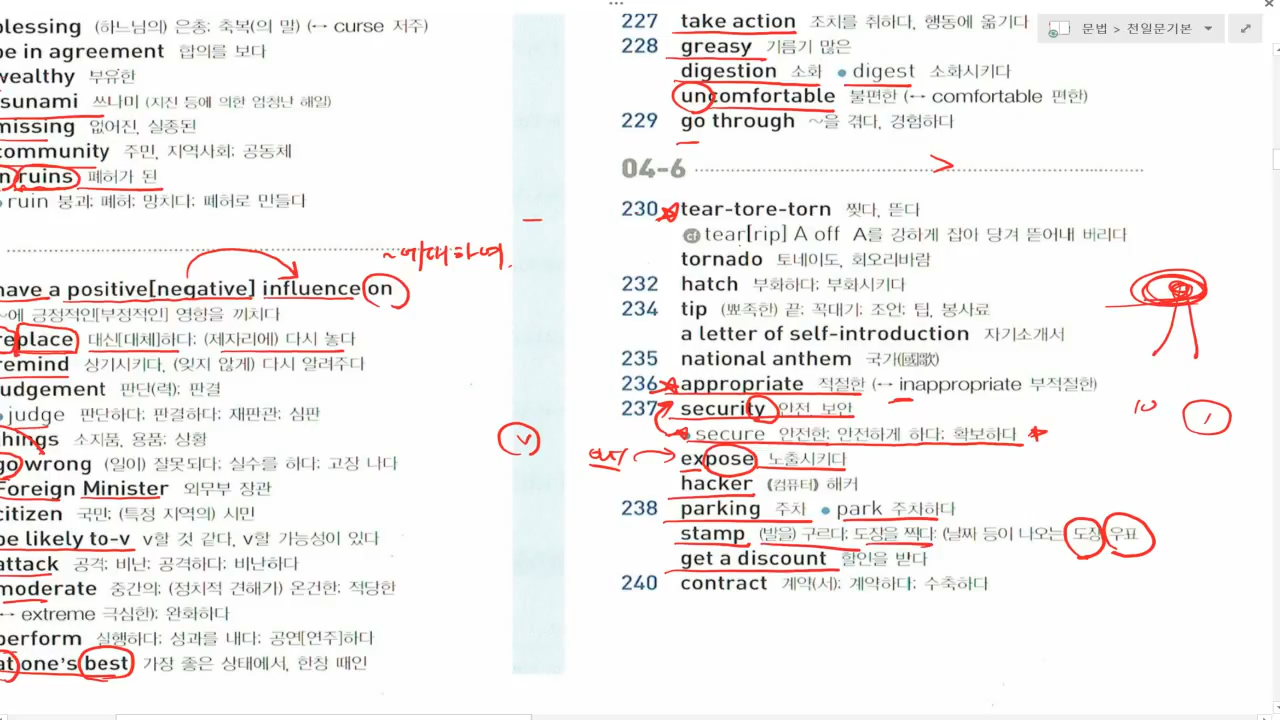 blessing (하느님의) 은총; 축복(의 말) (↔ curse 저주)
be in agreement 합의를 보다
wealthy 부유한
tsunami 쓰나미 (지진 등에 의한 엄청난 해일)
missing 없어진, 실종된
community 주민, 지역사회; 공동체
in ruins 폐허가 된
ruin 붕괴; 폐허; 망치다; 폐허로 만들다
~에 대하여
have a positive[negative] influence on
~에 긍정적인[부정적인] 영향을 끼치다
replace 대신[대체]하다; (제자리에) 다시 놓다
remind 상기시키다, (잊지 않게) 다시 알려주다
judgement 판단(력); 판결
judge 판단하다; 판결하다; 재판관; 심판
things 소지품, 용품; 상황
go wrong (일이) 잘못되다; 실수를 하다; 고장 나다
Foreign Minister 외무부 장관
citizen 국민; (특정 지역의) 시민
be likely to-v v할 것 같다, v할 가능성이 있다
attack 공격; 비난; 공격하다; 비난하다
moderate 중간의; (정치적 견해가) 온건한; 적당한
↔ extreme 극심한); 완화하다
perform 실행하다; 성과를 내다; 공연[연주]하다
at one's best 가장 좋은 상태에서, 한창 때인
v
문법 > 천일문기본
227 take action 조치를 취하다, 행동에 옮기다
228 greasy 기름기 많은
digestion 소화 ● digest 소화시키다
uncomfortable 불편한 (↔ comfortable 편한)
229 go through ~을 겪다, 경험하다
04-6
230 tear-tore-torn 찢다, 뜯다
cf tear[rip] A off A를 강하게 잡아 당겨 뜯어내 버리다
tornado 토네이도, 회오리바람
232 hatch 부화하다; 부화시키다
234 tip (뾰족한) 끝; 꼭대기; 조언; 팁, 봉사료
a letter of self-introduction 자기소개서
235 national anthem 국가(國歌)
236 appropriate 적절한 (↔ inappropriate 부적절한)
237 security 안전, 보안
secure 안전한; 안전하게 하다; 확보하다
10 1
expose 노출시키다
hacker 《컴퓨터》 해커
238 parking 주차 ● park 주차하다
stamp (발을) 구르다; 도장을 찍다; (날짜 등이 나오는) 도장; 우표
get a discount 할인을 받다
240 contract 계약(서); 계약하다; 수축하다